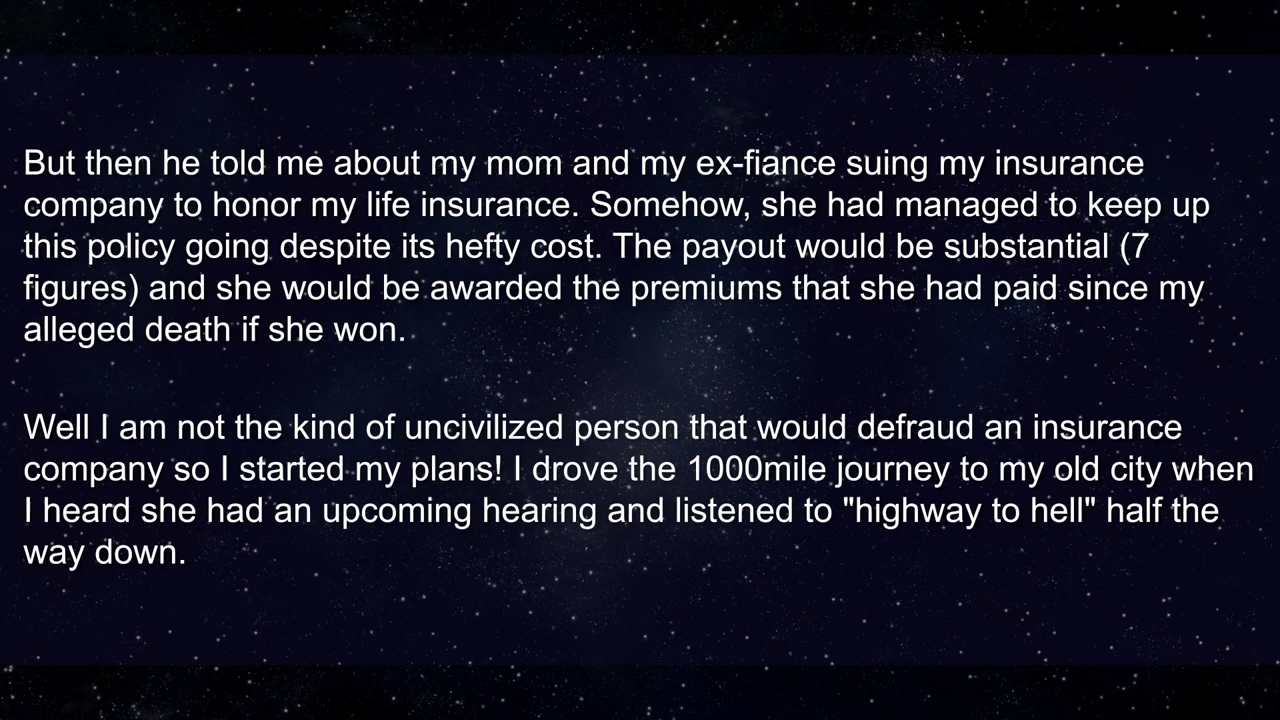 But then he told me about my mom and my ex-fiance suing my insurance
company to honor my life insurance. Somehow, she had managed to keep up
this policy going despite its hefty cost. The payout would be substantial (7
figures) and she would be awarded the premiums that she had paid since my
alleged death if she won.
Well I am not the kind of uncivilized person that would defraud an insurance
company so I started my plans! I drove the 1000mile journey to my old city when
I heard she had an upcoming hearing and listened to "highway to hell" half the
way down.